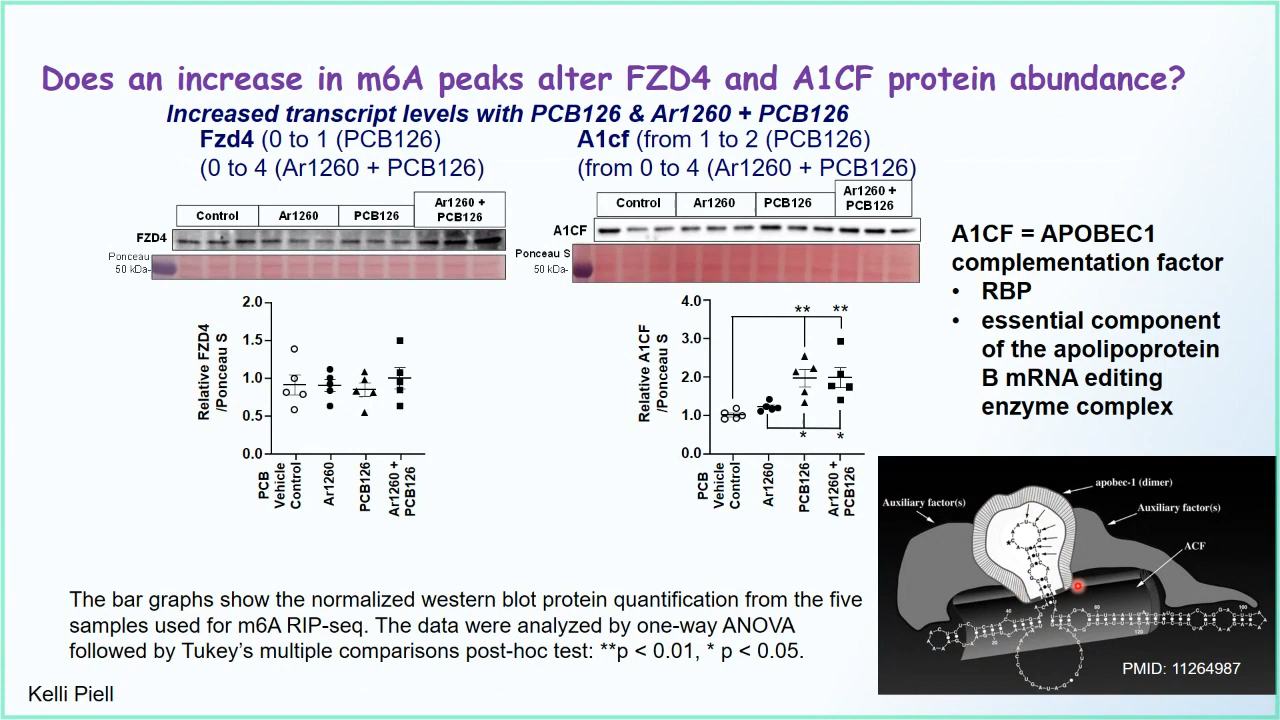 Does an increase in m6A peaks alter FZD4 and A1CF protein abundance?
Increased transcript levels with PCB126 & Ar1260 + PCB126
Fzd4 (0 to 1 (PCB126)
(0 to 4 (Ar1260 + PCB126)
A1cf (from 1 to 2 (PCB126)
(from 0 to 4 (Ar1260 + PCB126)
Control
Ar1260
PCB126
Ar1260 +
PCB126
FZD4
Ponceau
50 kDa-
Control
Ar1260
PCB126
Ar1260 +
PCB126
A1CF
Ponceau S
50 kDa-
Relative FZD4
/Ponceau S
2.0
1.5
1.0
0.5
0.0
PCB
Vehicle
Control
Ar1260
PCB126
Ar1260 +
PCB126
Relative A1CF
/Ponceau S
4.0
3.0
2.0
1.0
0.0
**
**
*
*
PCB
Vehicle
Control
Ar1260
PCB126
Ar1260 +
PCB126
A1CF = APOBEC1
complementation factor
• RBP
• essential component
of the apolipoprotein
B mRNA editing
enzyme complex
apobec-1 (dimer)
Auxiliary factor(s)
Auxiliary factor(s)
ACF
40
20
60
120
100
PMID: 11264987
The bar graphs show the normalized western blot protein quantification from the five
samples used for m6A RIP-seq. The data were analyzed by one-way ANOVA
followed by Tukey's multiple comparisons post-hoc test: **p < 0.01, * p < 0.05.
Kelli Piell